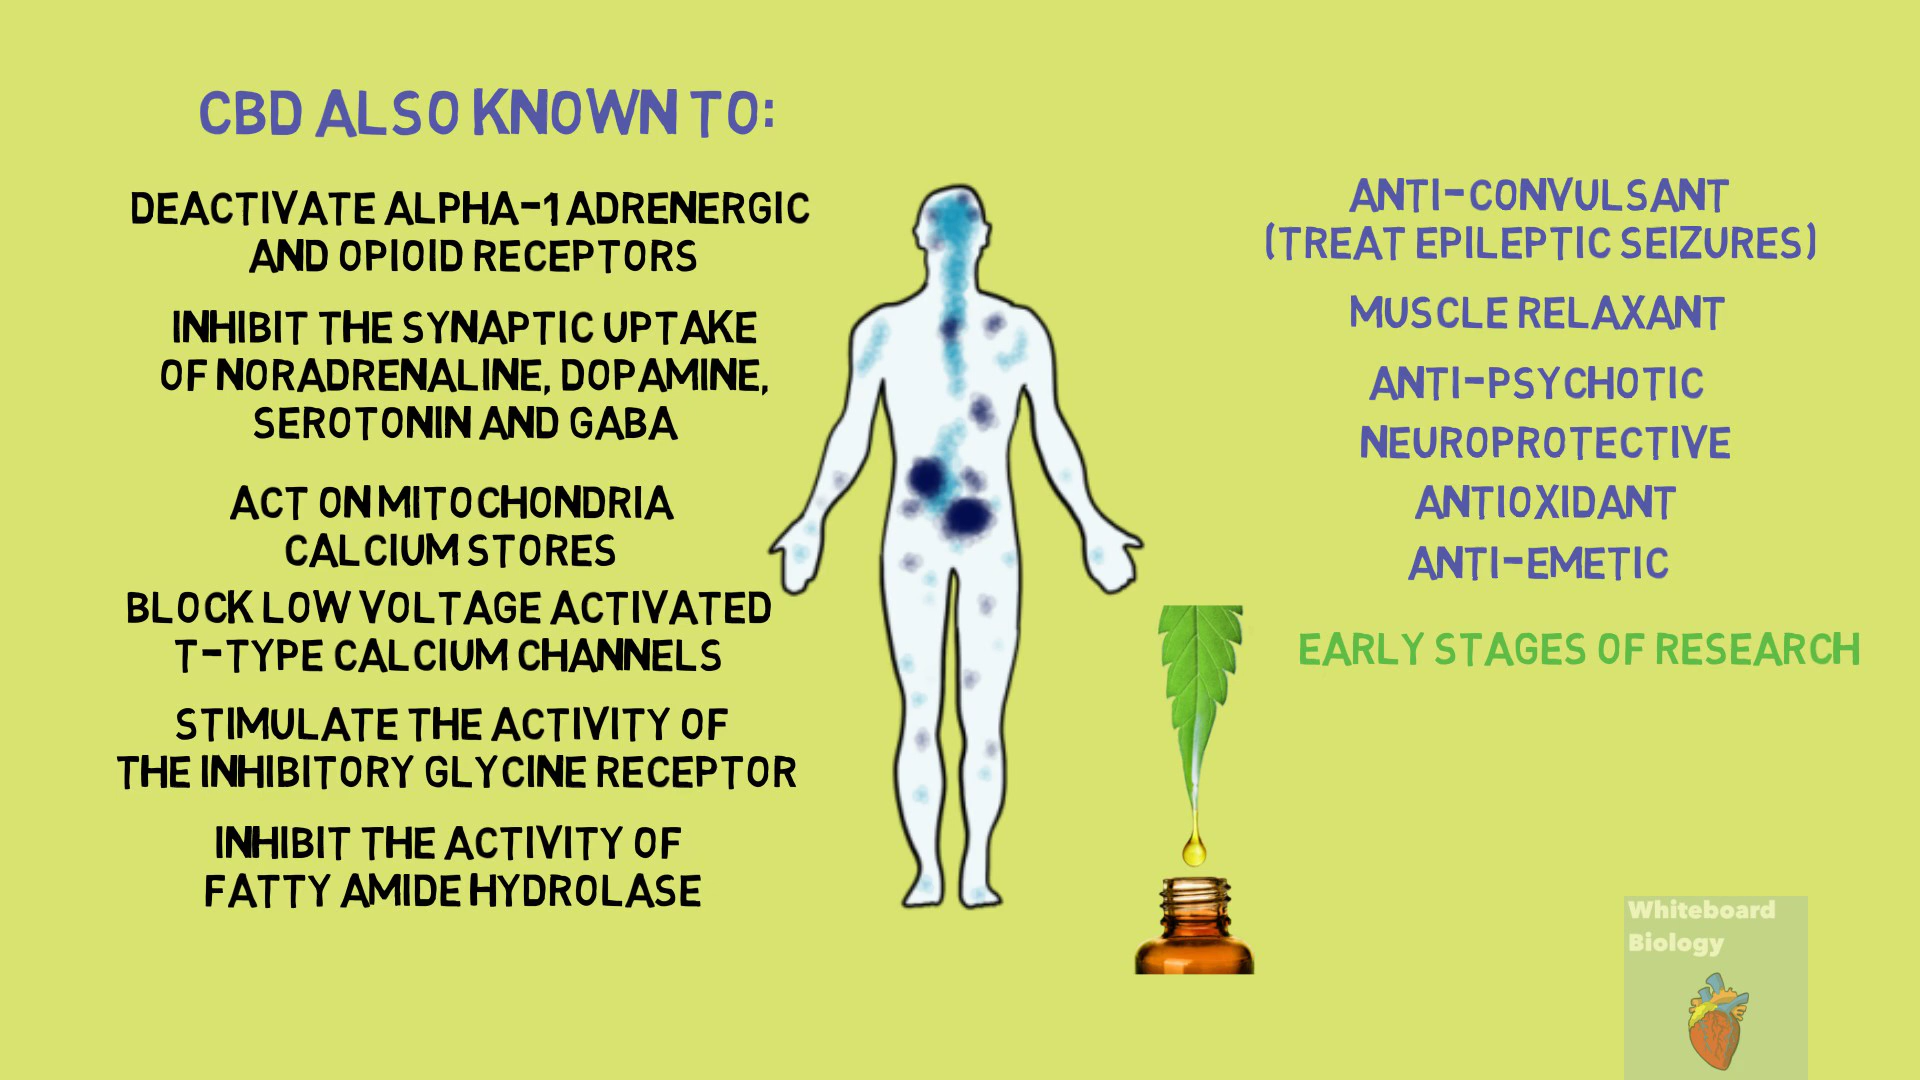 CBD ALSO KNOWN TO:
DEACTIVATE ALPHA-1 ADRENERGIC
AND OPIOID RECEPTORS
INHIBIT THE SYNAPTIC UPTAKE
OF NORADRENALINE, DOPAMINE,
SEROTONIN AND GABA
ACT ON MITOCHONDRIA
CALCIUM STORES
BLOCK LOW VOLTAGE ACTIVATED
T-TYPE CALCIUM CHANNELS
STIMULATE THE ACTIVITY OF
THE INHIBITORY GLYCINE RECEPTOR
INHIBIT THE ACTIVITY OF
FATTY AMIDE HYDROLASE
ANTI-CONVULSANT
(TREAT EPILEPTIC SEIZURES)
MUSCLE RELAXANT
ANTI-PSYCHOTIC
NEUROPROTECTIVE
ANTIOXIDANT
ANTI-EMETIC
EARLY STAGES OF RESEARCH
Whiteboard
Biology